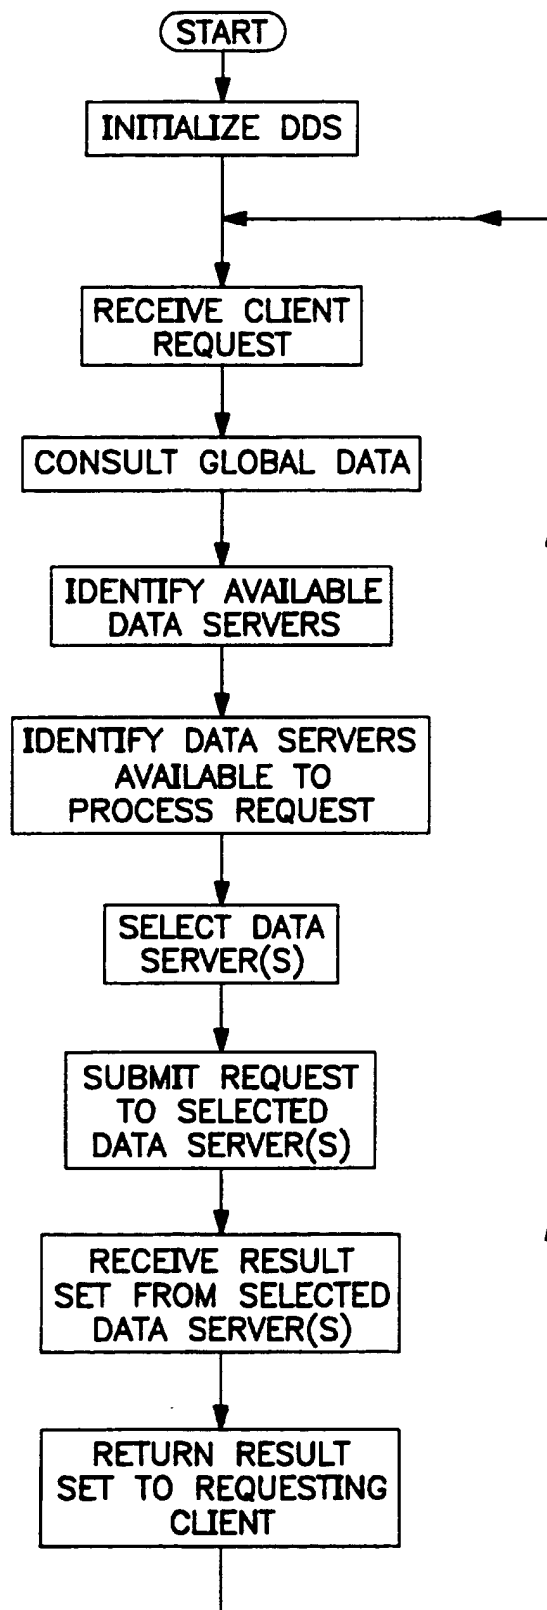 START
INITIALIZE DDS
RECEIVE CLIENT
REQUEST
CONSULT GLOBAL DATA
IDENTIFY AVAILABLE
DATA SERVERS
IDENTIFY DATA SERVERS
AVAILABLE TO
PROCESS REQUEST
SELECT DATA
SERVER(S)
SUBMIT REQUEST
TO SELECTED
DATA SERVER(S)
RECEIVE RESULT
SET FROM SELECTED
DATA SERVER(S)
RETURN RESULT
SET TO REQUESTING
CLIENT